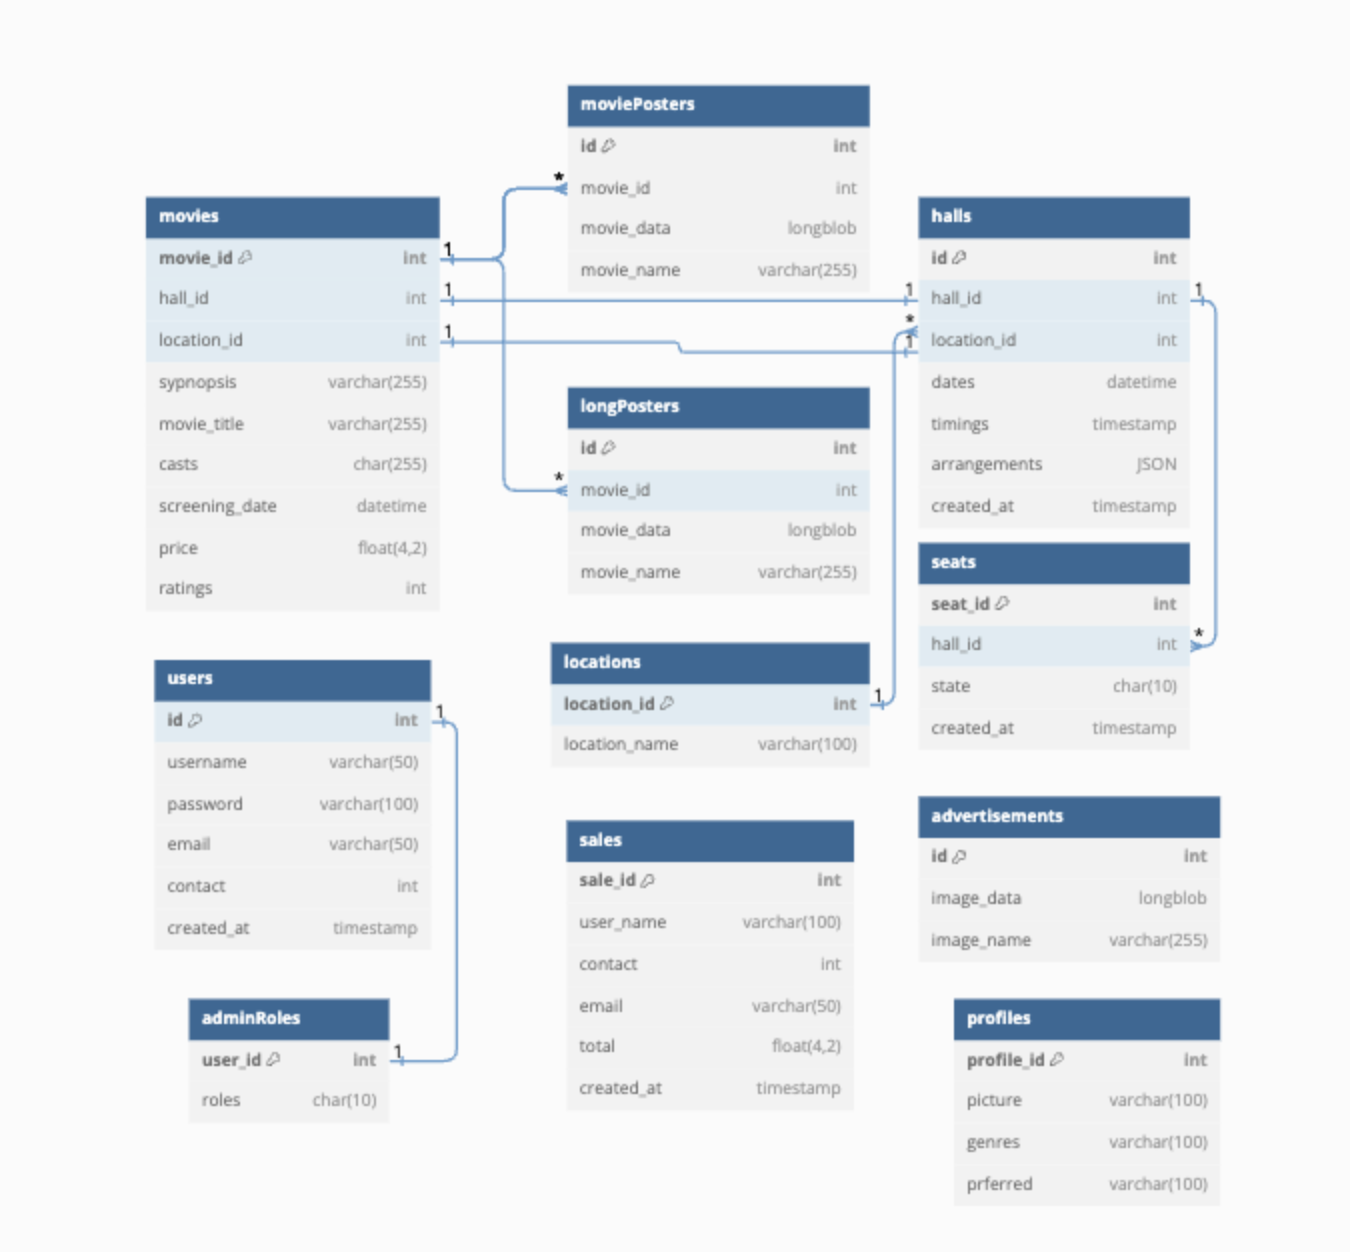 moviePosters
id int
* movie_id int
movie_data longblob
movie_name varchar(255)
movies
movie_id int 1
hall_id int 1
location_id int 1
sypnopsis varchar(255)
movie_title varchar(255)
casts char(255)
screening_date datetime
price float(4,2)
ratings int
halls
id int
1 hall_id int 1
* 1 location_id int
dates datetime
timings timestamp
arrangements JSON
created_at timestamp
longPosters
id int
* movie_id int
movie_data longblob
movie_name varchar(255)
seats
seat_id int
hall_id int *
state char(10)
created_at timestamp
locations
location_id int 1
location_name varchar(100)
users
id int 1
username varchar(50)
password varchar(100)
email varchar(50)
contact int
created_at timestamp
sales
sale_id int
user_name varchar(100)
contact int
email varchar(50)
total float(4,2)
created_at timestamp
advertisements
id int
image_data longblob
image_name varchar(255)
adminRoles
user_id int 1
roles char(10)
profiles
profile_id int
picture varchar(100)
genres varchar(100)
prferred varchar(100)